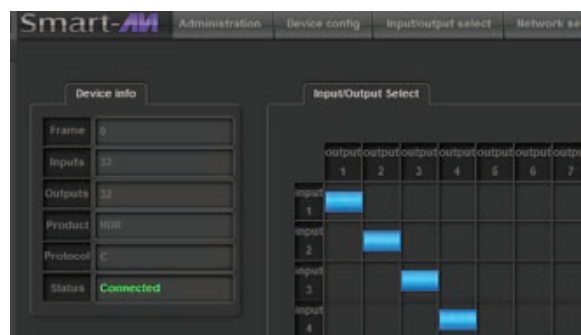 Smart-AVI Administration Device config Input/output select Network se
Device info
Frame
Inputs 32
Outputs 32
Product HDR
Protocol C
Status Connected
Input/Output Select
output output output output output output outpu
1 2 3 4 5 6 7
input
1
input
2
input
3
input
4